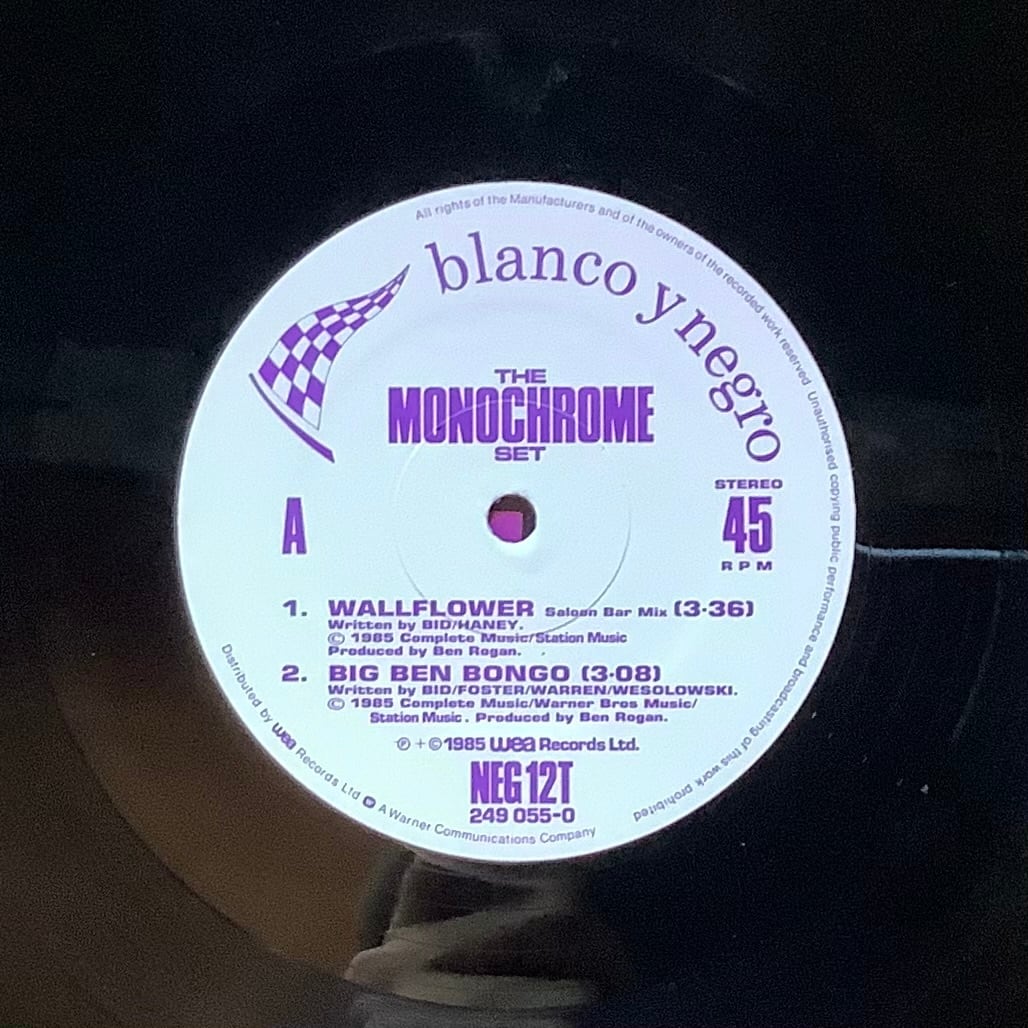 All rights of the Manufacturers and of the owners of the recorded work reserved. Unauthorised copying public performance and broadcasting of this work prohibited
blanco y negro
THE
MONOCHROME
SET
STEREO
45
RPM
A
1. WALLFLOWER Saloon Bar Mix (3·36)
Written by BID/HANEY.
© 1985 Complete Music/Station Music
Produced by Ben Rogan.
2. BIG BEN BONGO (3·08)
Written by BID/FOSTER/WARREN/WESOLOWSKI.
© 1985 Complete Music/Warner Bros Music/
Station Music. Produced by Ben Rogan.
℗ + © 1985 wea Records Ltd.
NEG 12T
249 055-0
Distributed by wea Records Ltd A Warner Communications Company